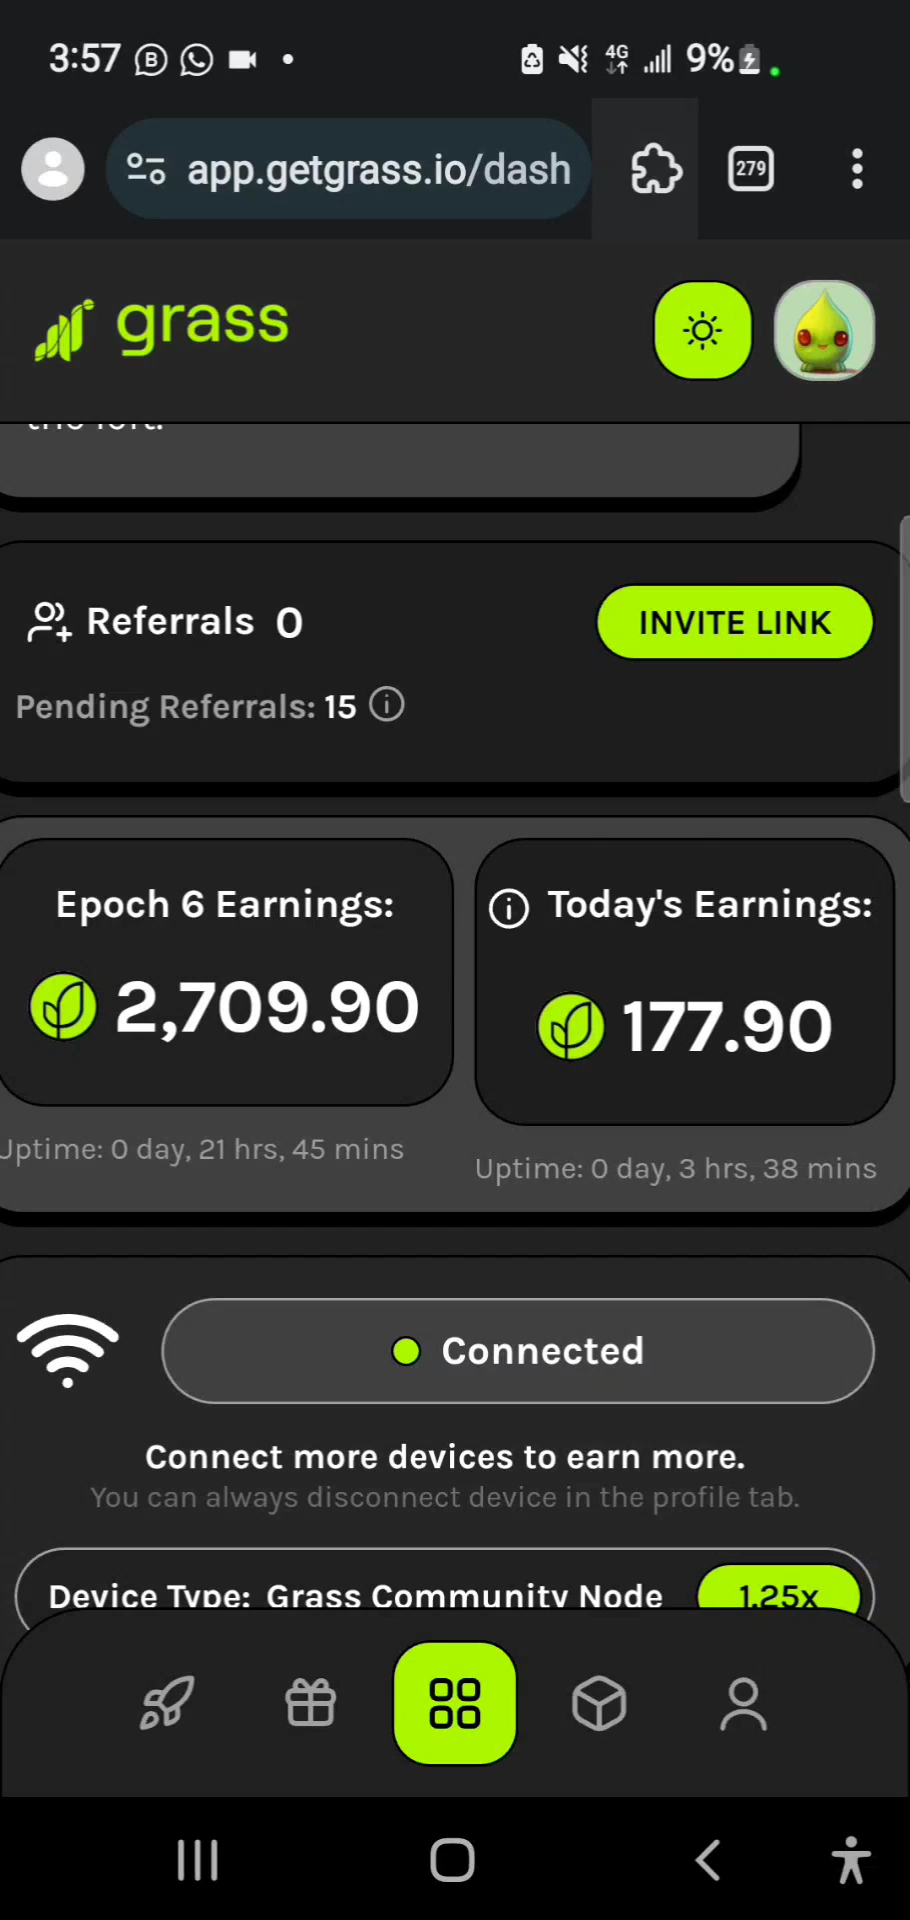 3:57
4G
9%
app.getgrass.io/dash
279
grass
Referrals 0
INVITE LINK
Pending Referrals: 15
Epoch 6 Earnings:
2,709.90
Uptime: 0 day, 21 hrs, 45 mins
Today's Earnings:
177.90
Uptime: 0 day, 3 hrs, 38 mins
Connected
Connect more devices to earn more.
You can always disconnect device in the profile tab.
Device Type: Grass Community Node
1.25x